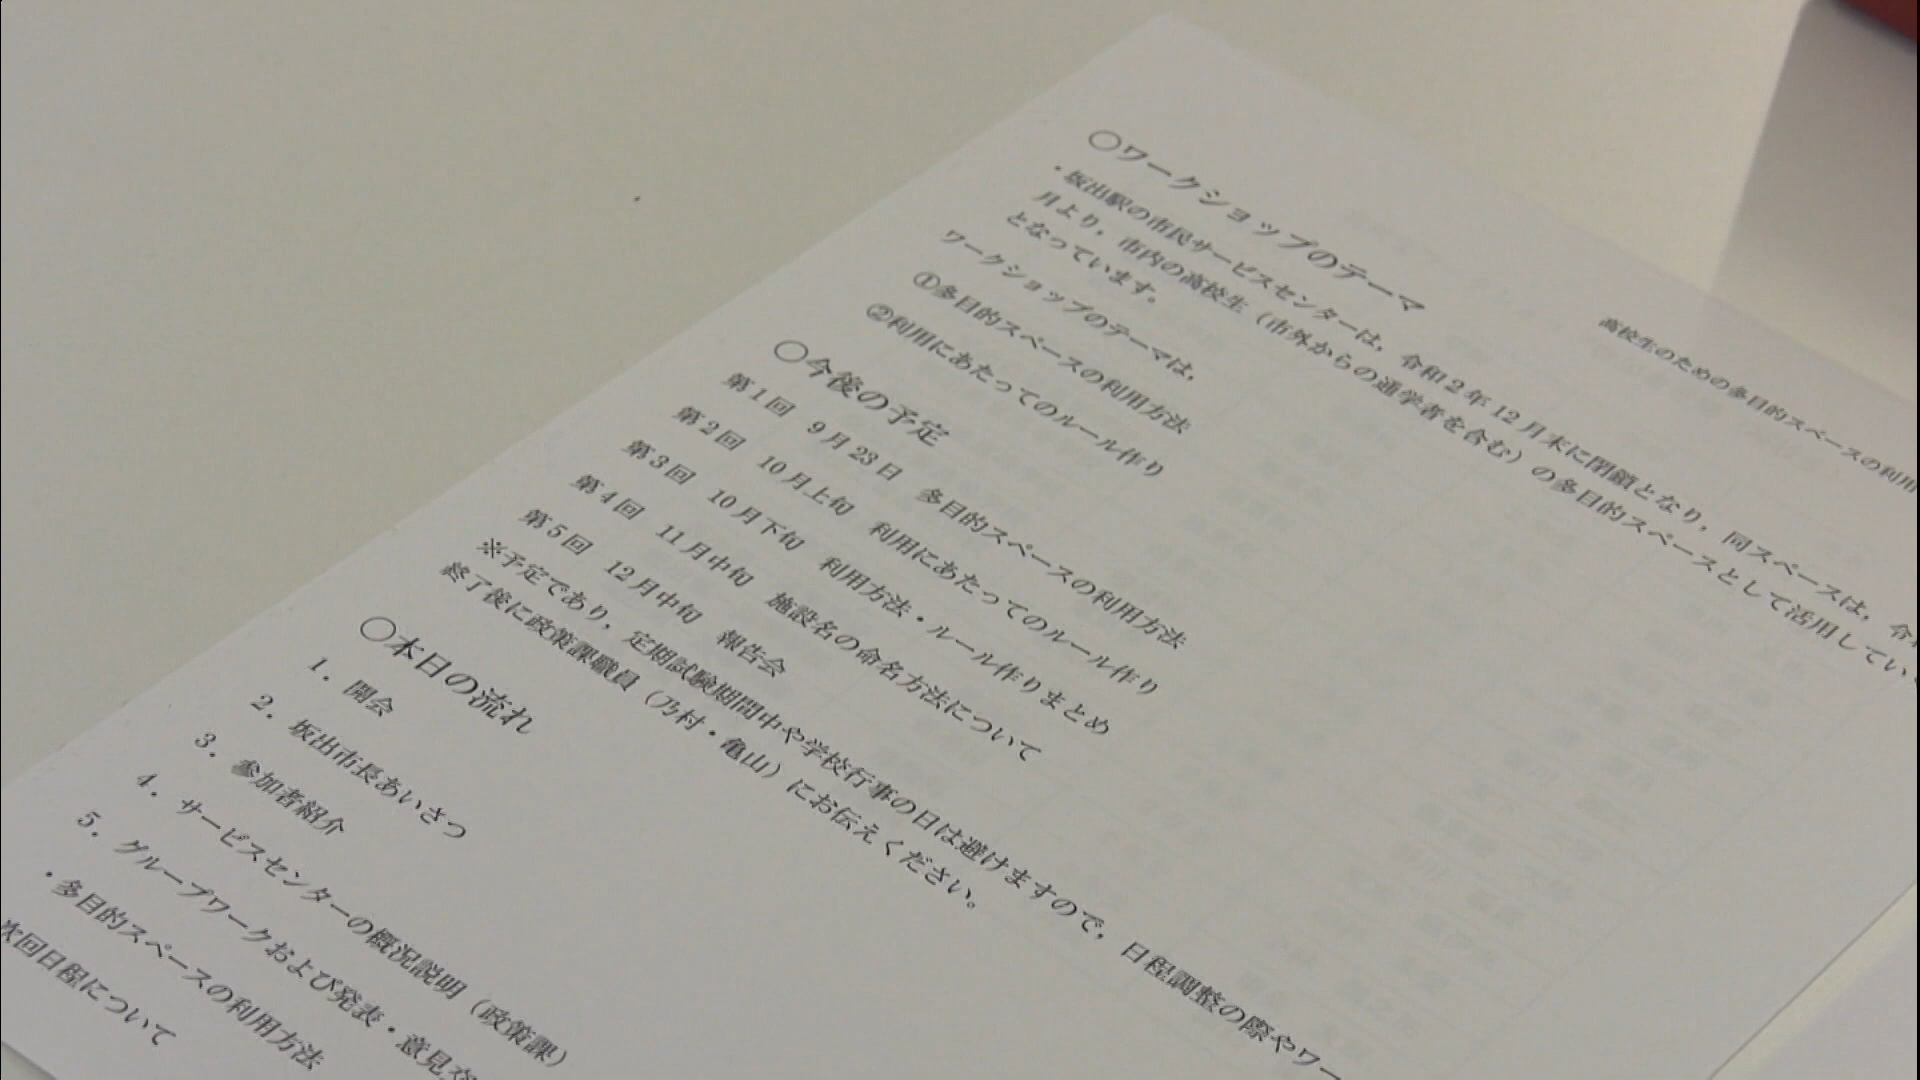 高校生のための多目的スペースの利用
〇ワークショップのテーマ
・坂出駅の市民サービスセンターは，令和2年12月末に閉鎖となり，同スペースは，令
月より，市内の高校生（市外からの通学者を含む）の多目的スペースとして活用してい
となっています。
ワークショップのテーマは，
①多目的スペースの利用方法
②利用にあたってのルール作り
〇今後の予定
第1回　9月23日　多目的スペースの利用方法
第2回　10月上旬　利用にあたってのルール作り
第3回　10月下旬　利用方法・ルール作りまとめ
第4回　11月中旬　施設名の命名方法について
第5回　12月中旬　報告会
※予定であり，定期試験期間中や学校行事の日は避けますので，日程調整の際やワー
終了後に政策課職員（乃村・亀山）にお伝えください。
〇本日の流れ
1．開会
2．坂出市長あいさつ
3．参加者紹介
4．サービスセンターの概況説明（政策課）
5．グループワークおよび発表・意見交
・多目的スペースの利用方法
次回日程について